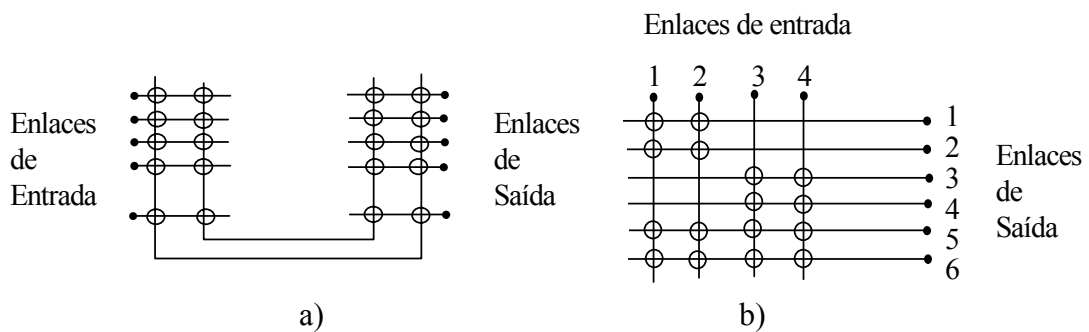 Enlaces de entrada
1 2 3 4
Enlaces
de
Entrada
Enlaces
de
Saída
1
2
3
4
5
6
Enlaces
de
Saída
a)
b)